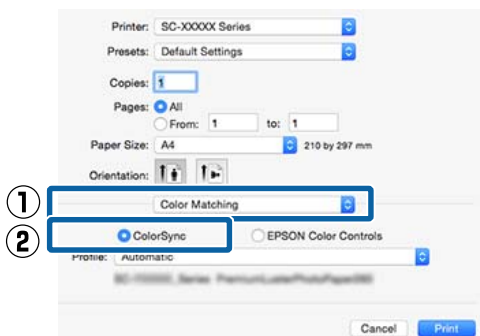 Printer: SC-XXXXX Series
Presets: Default Settings
Copies: 1
Pages: All
From: 1 to: 1
Paper Size: A4 210 by 297 mm
Orientation:
① Color Matching
② ColorSync EPSON Color Controls
Profile: Automatic
Cancel Print